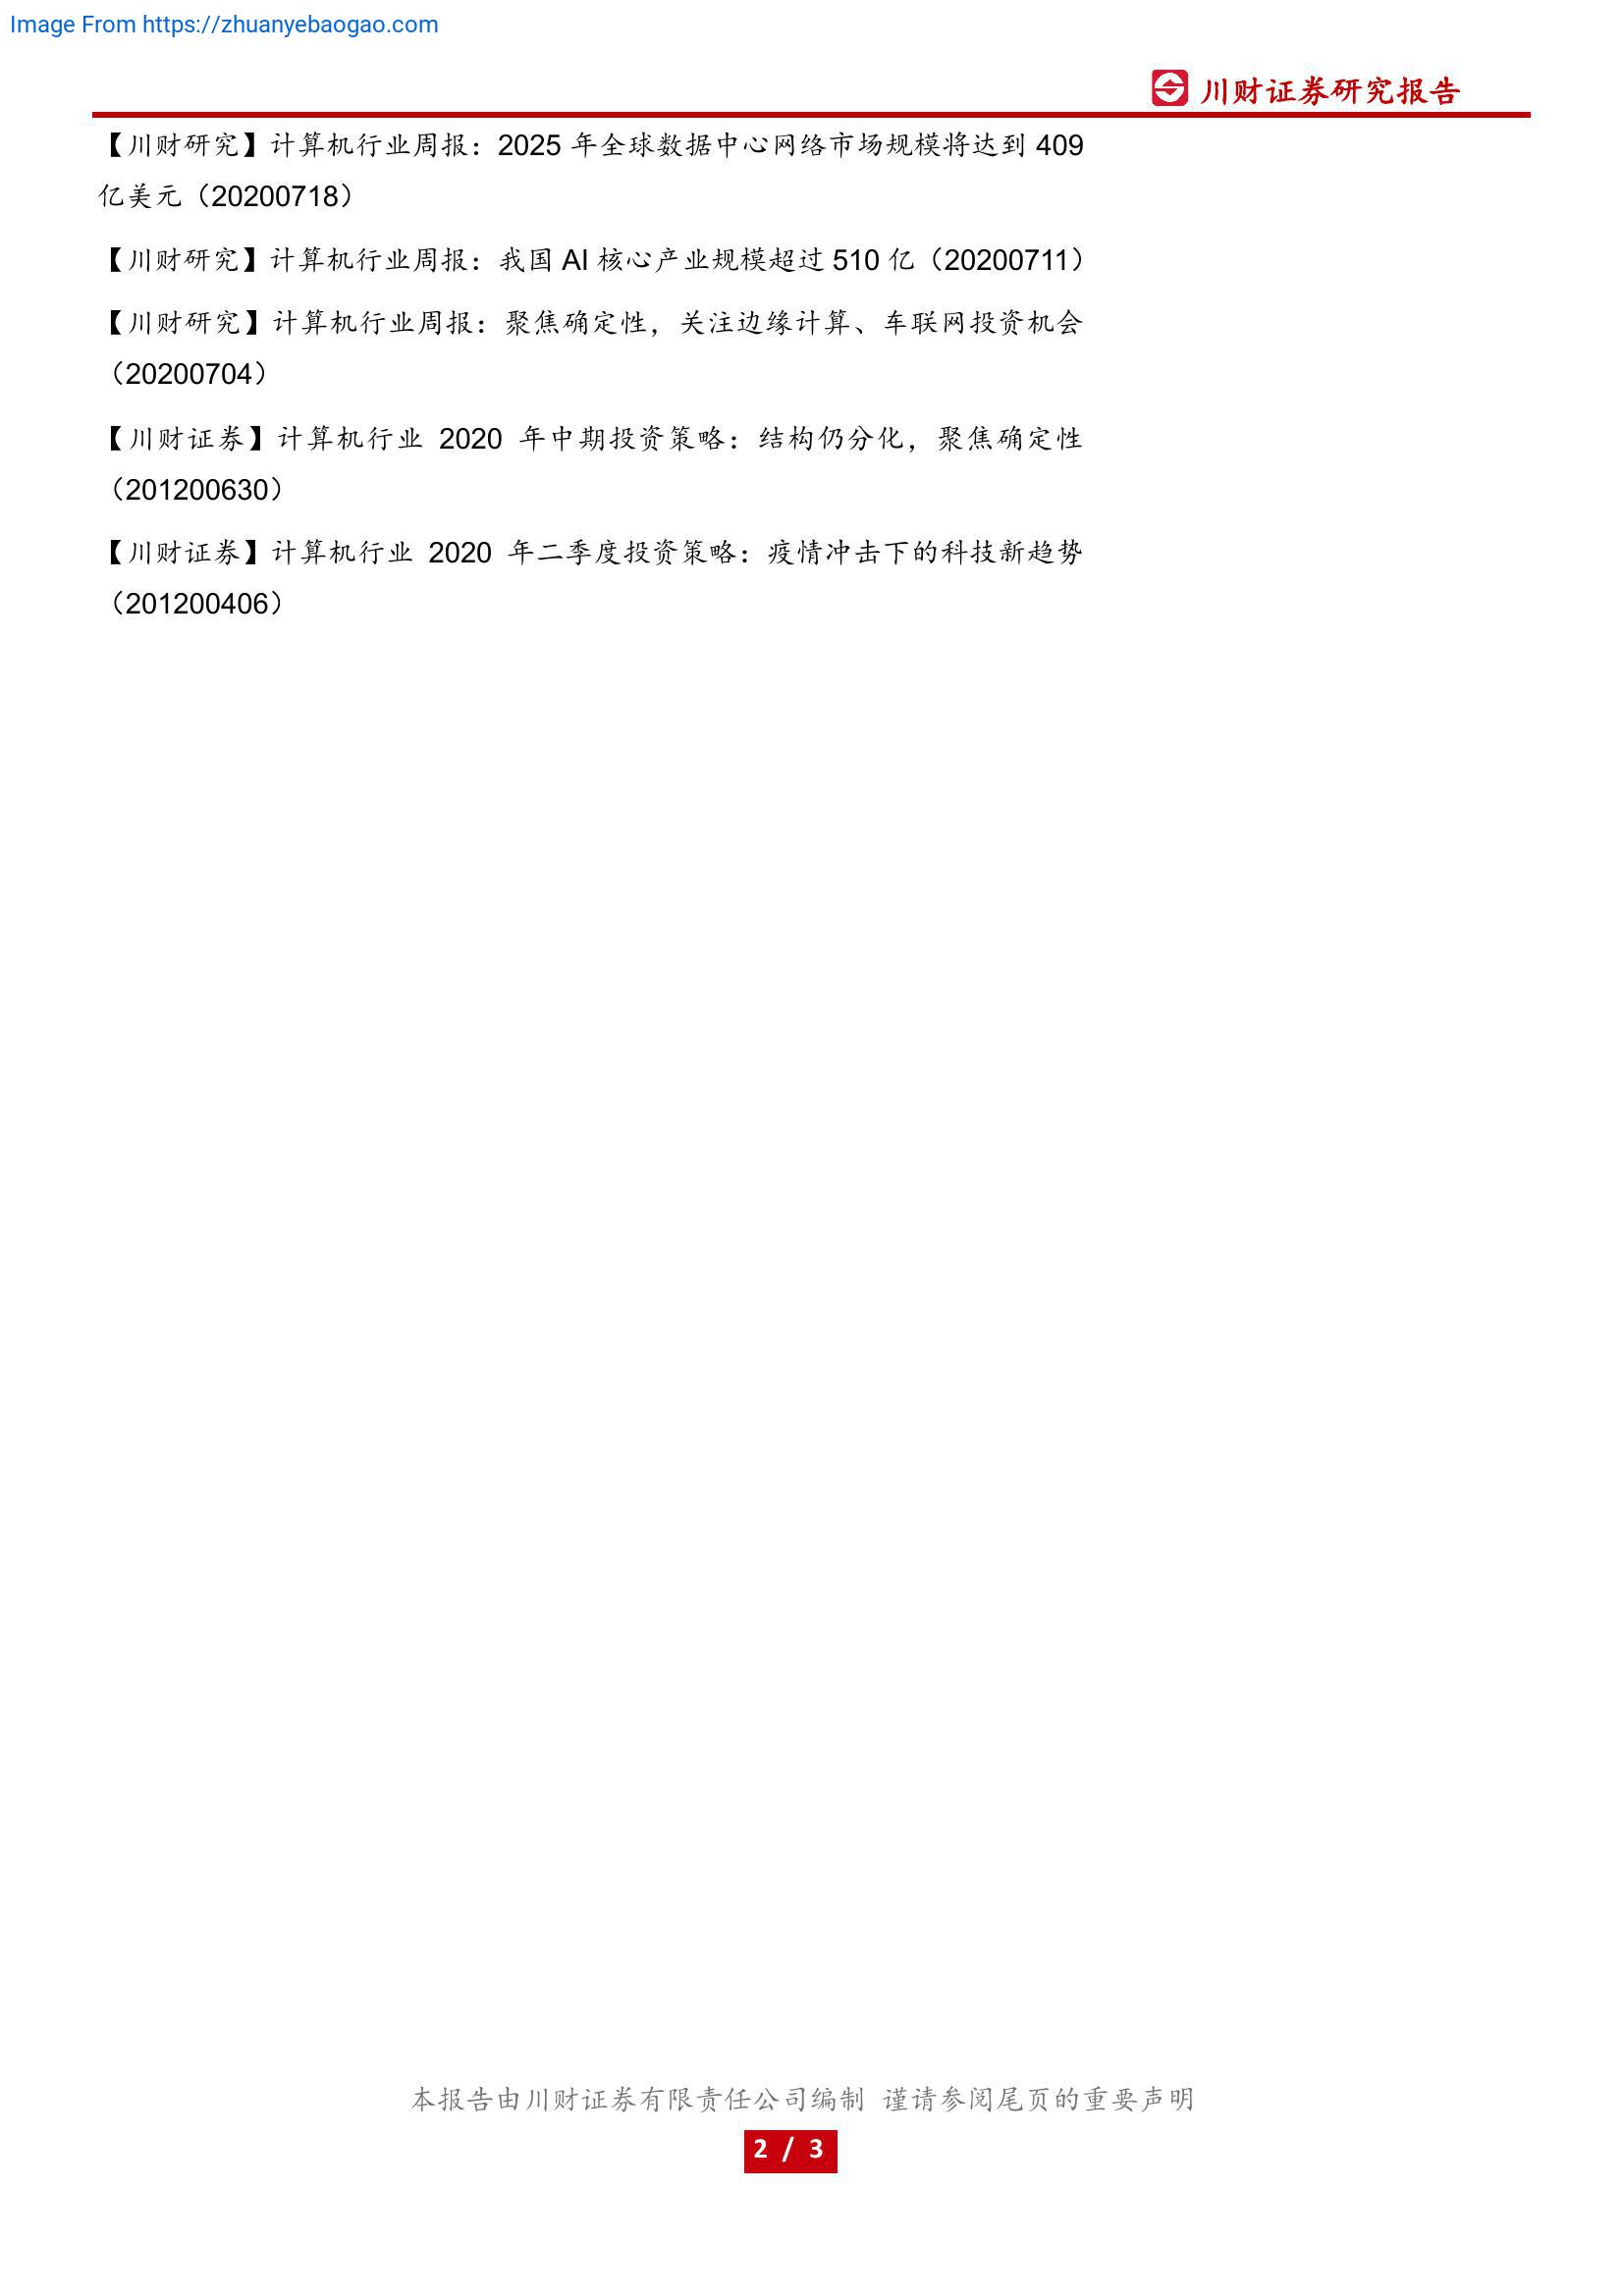 Image From https://zhuanyebaogao.com
川财证券研究报告
【川财研究】计算机行业周报：2025 年全球数据中心网络市场规模将达到 409
亿美元（20200718）
【川财研究】计算机行业周报：我国 AI 核心产业规模超过 510 亿（20200711）
【川财研究】计算机行业周报：聚焦确定性，关注边缘计算、车联网投资机会
（20200704）
【川财证券】计算机行业 2020 年中期投资策略：结构仍分化，聚焦确定性
（201200630）
【川财证券】计算机行业 2020 年二季度投资策略：疫情冲击下的科技新趋势
（201200406）
本报告由川财证券有限责任公司编制 谨请参阅尾页的重要声明
2 / 3